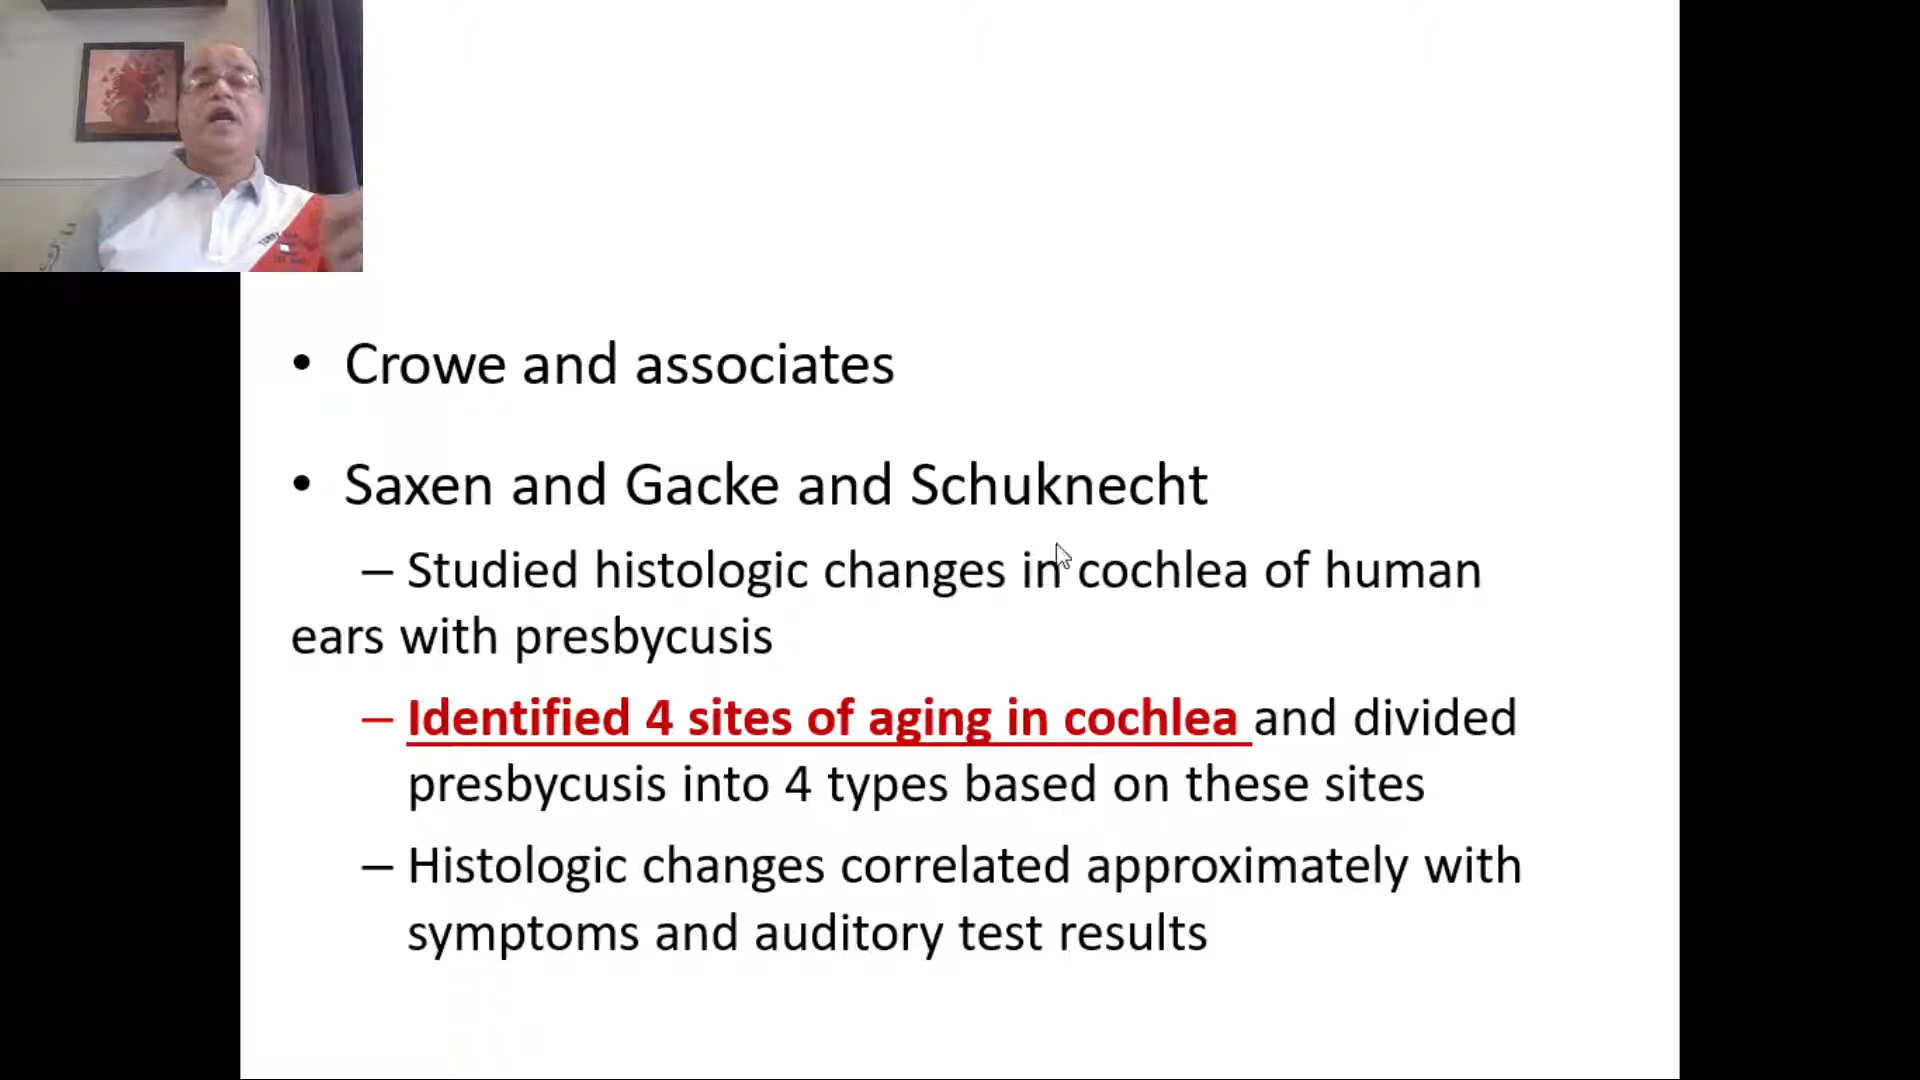 • Crowe and associates
• Saxen and Gacke and Schuknecht
– Studied histologic changes in cochlea of human
ears with presbycusis
– Identified 4 sites of aging in cochlea and divided
presbycusis into 4 types based on these sites
– Histologic changes correlated approximately with
symptoms and auditory test results